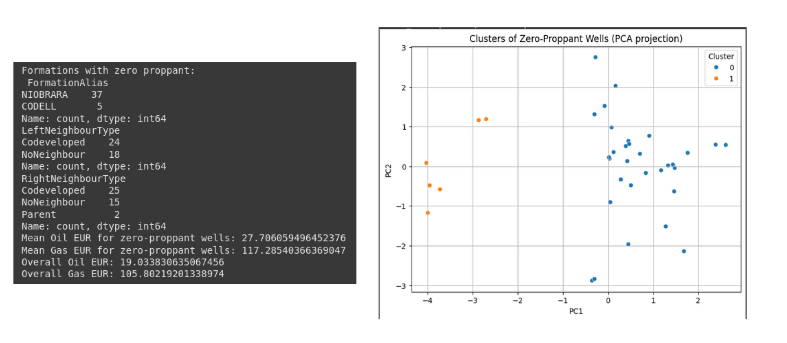 Formations with zero proppant:
FormationAlias
NIOBRARA 37
CODELL 5
Name: count, dtype: int64
LeftNeighbourType
Codeveloped 24
NoNeighbour 18
Name: count, dtype: int64
RightNeighbourType
Codeveloped 25
NoNeighbour 15
Parent 2
Name: count, dtype: int64
Mean Oil EUR for zero-proppant wells: 27.706059496452376
Mean Gas EUR for zero-proppant wells: 117.28540366369047
Overall Oil EUR: 19.033830635067456
Overall Gas EUR: 105.80219201338974
Clusters of Zero-Proppant Wells (PCA projection)
Cluster
0
1
PC2
3
2
1
0
−1
−2
−3
−4 −3 −2 −1 0 1 2
PC1